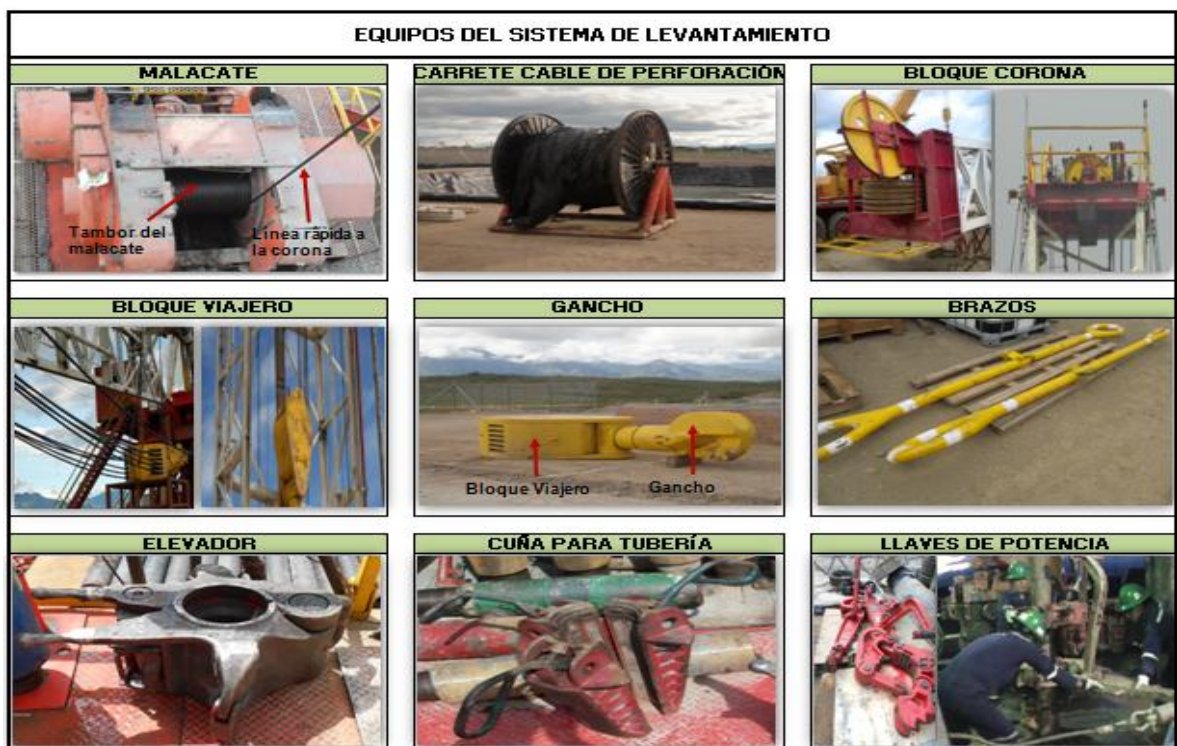 EQUIPOS DEL SISTEMA DE LEVANTAMIENTO
MALACATE
CARRETE CABLE DE PERFORACIÓN
BLOQUE CORONA
Tambor del
malacate
Línea rápida a
la corona
BLOQUE VIAJERO
GANCHO
BRAZOS
Bloque Viajero
Gancho
ELEVADOR
CUÑA PARA TUBERÍA
LLAVES DE POTENCIA